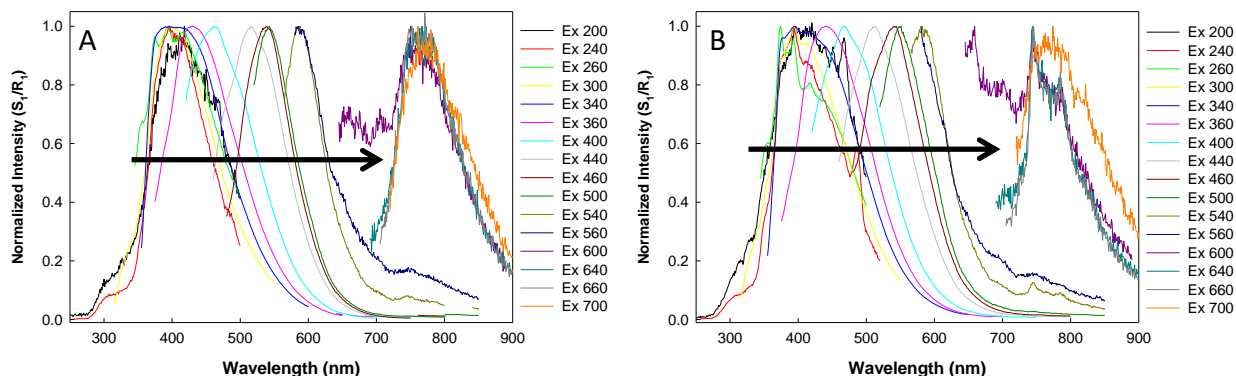 A
Normalized Intensity (S1/R1)
1.0
0.8
0.6
0.4
0.2
0.0
300
400
500
600
700
800
900
Wavelength (nm)
Ex 200
Ex 240
Ex 260
Ex 300
Ex 340
Ex 360
Ex 400
Ex 440
Ex 460
Ex 500
Ex 540
Ex 560
Ex 600
Ex 640
Ex 660
Ex 700
B
Normalized Intensity (S1/R1)
1.0
0.8
0.6
0.4
0.2
0.0
300
400
500
600
700
800
900
Wavelength (nm)
Ex 200
Ex 240
Ex 260
Ex 300
Ex 340
Ex 360
Ex 400
Ex 440
Ex 460
Ex 500
Ex 540
Ex 560
Ex 600
Ex 640
Ex 660
Ex 700